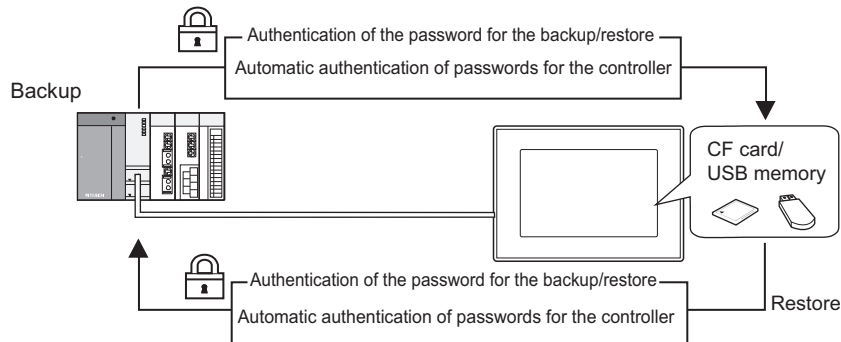 Authentication of the password for the backup/restore
Automatic authentication of passwords for the controller
Backup
CF card/
USB memory
Authentication of the password for the backup/restore
Automatic authentication of passwords for the controller
Restore